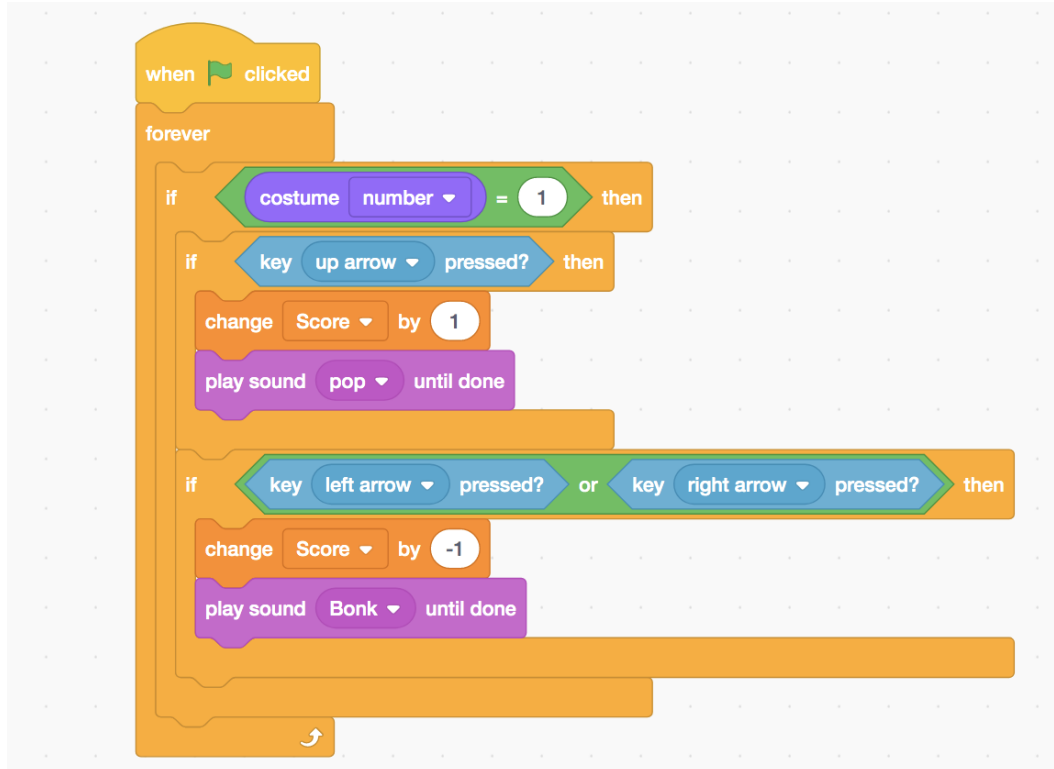 when clicked
forever
if costume number = 1 then
if key up arrow pressed? then
change Score by 1
play sound pop until done
if key left arrow pressed? or key right arrow pressed? then
change Score by -1
play sound Bonk until done